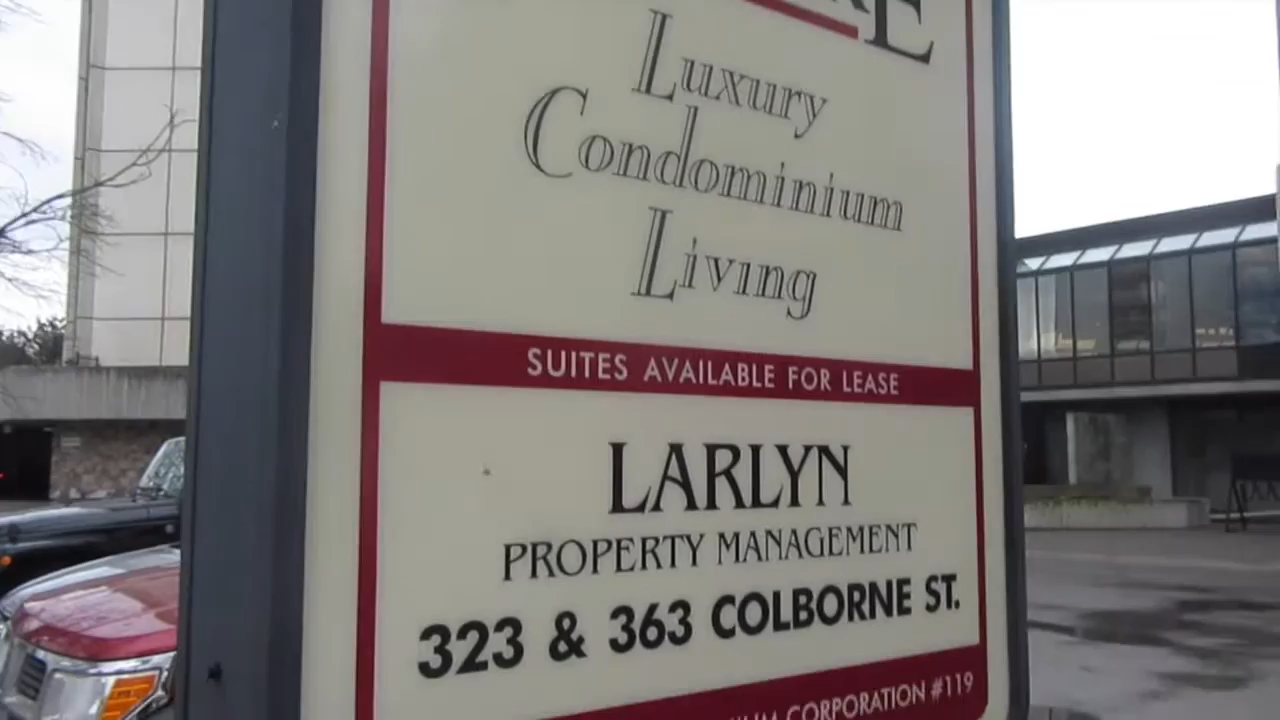 Luxury
Condominium
Living
SUITES AVAILABLE FOR LEASE
LARLYN
PROPERTY MANAGEMENT
323 & 363 COLBORNE ST.
CORPORATION #119